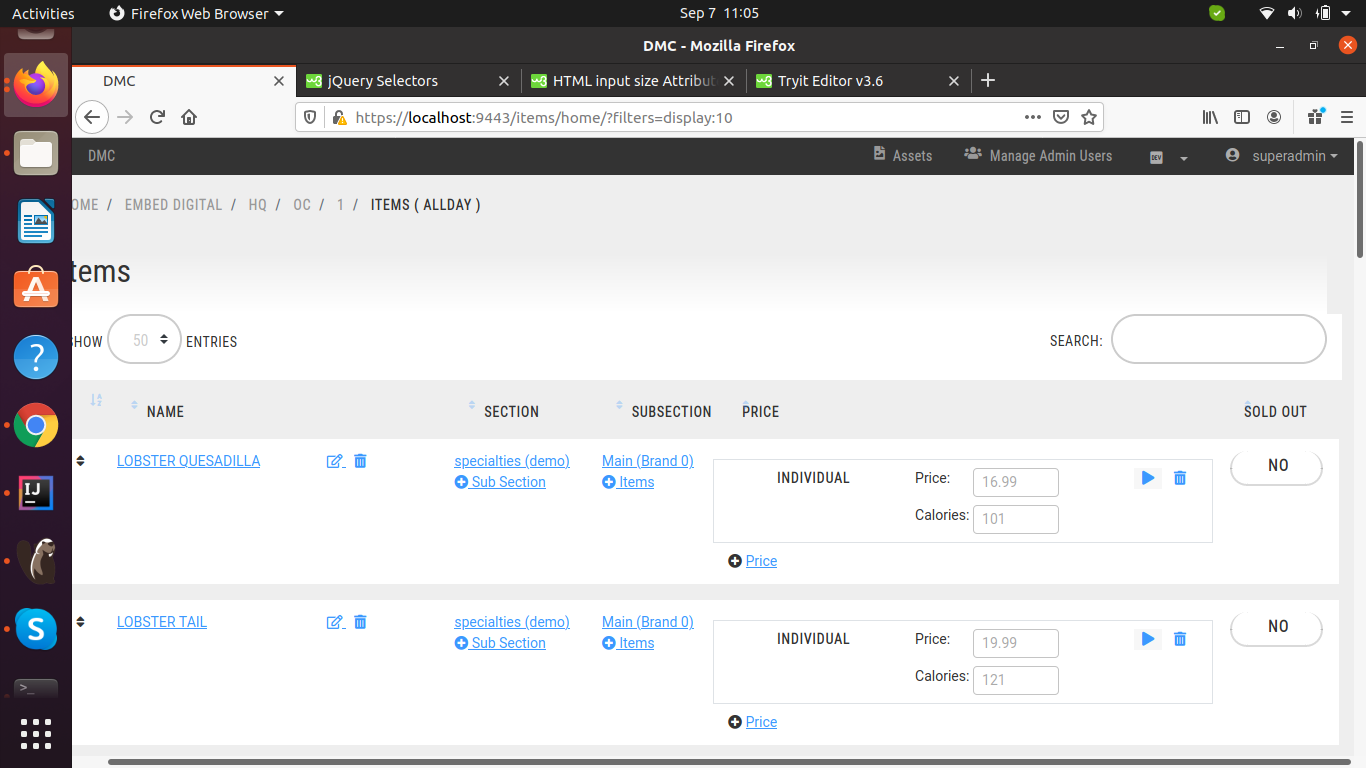 Activities Firefox Web Browser Sep 7 11:05
DMC - Mozilla Firefox
DMC jQuery Selectors HTML input size Attribut Tryit Editor v3.6
https://localhost:9443/items/home/?filters=display:10
DMC Assets Manage Admin Users DEV superadmin
OME / EMBED DIGITAL / HQ / OC / 1 / ITEMS ( ALLDAY )
tems
SHOW 50 ENTRIES SEARCH:
NAME SECTION SUBSECTION PRICE SOLD OUT
LOBSTER QUESADILLA specialties (demo) Main (Brand 0) INDIVIDUAL Price: 16.99 NO
Sub Section Items
Calories: 101
Price
LOBSTER TAIL specialties (demo) Main (Brand 0) INDIVIDUAL Price: 19.99 NO
Sub Section Items
Calories: 121
Price